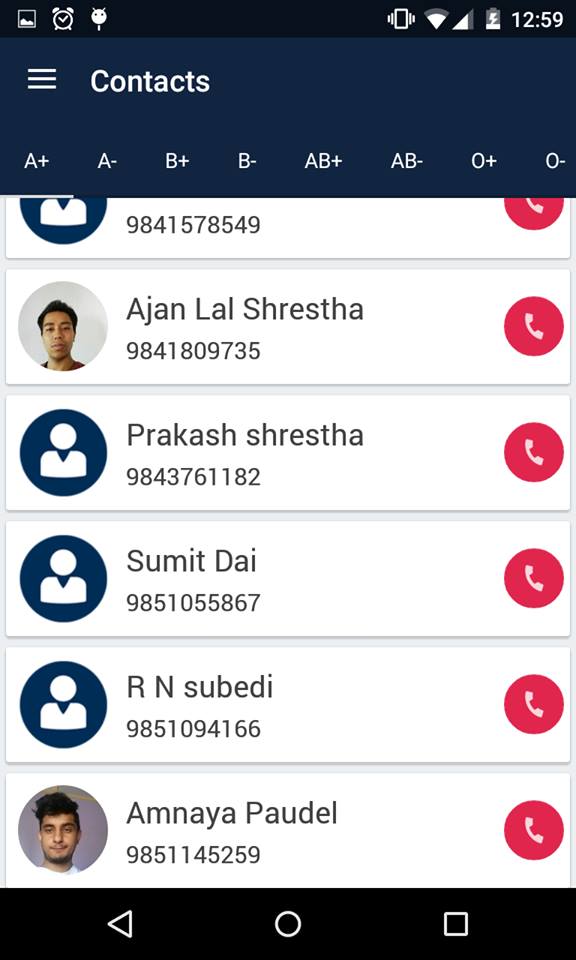 12:59
Contacts
A+ A- B+ B- AB+ AB- O+ O-
9841578549
Ajan Lal Shrestha
9841809735
Prakash shrestha
9843761182
Sumit Dai
9851055867
R N subedi
9851094166
Amnaya Paudel
9851145259